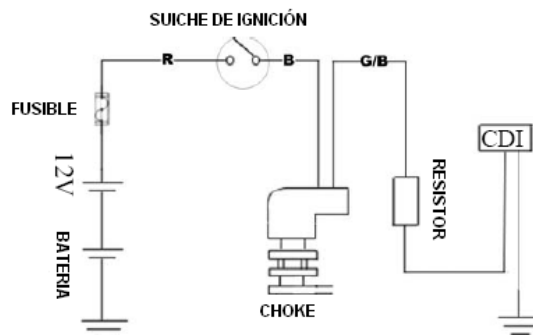 SUICHE DE IGNICIÓN
R
B
G/B
FUSIBLE
12V
BATERIA
CHOKE
RESISTOR
CDI